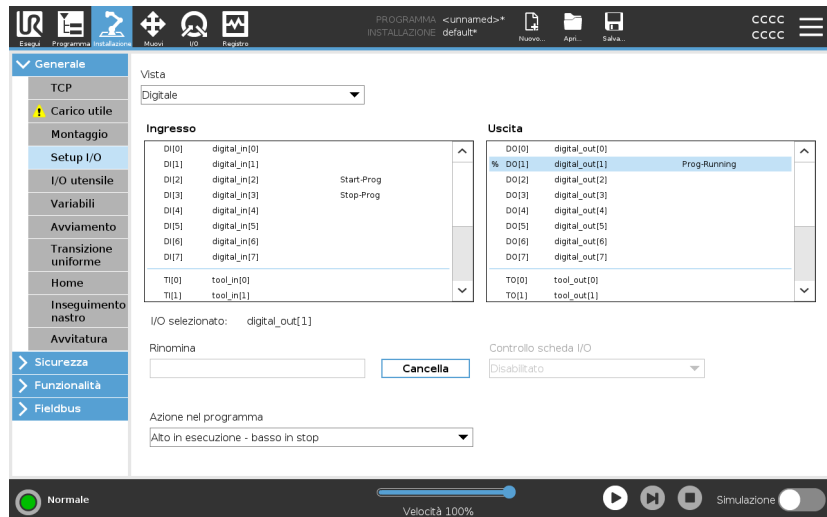 PROGRAMMA <unnamed>*
INSTALLAZIONE default*
CCCC
CCCC
Esegui Programma Installazione Muovi I/O Registro Nuovo... Apri... Salva...
Generale
TCP
Carico utile
Montaggio
Setup I/O
I/O utensile
Variabili
Avviamento
Transizione
uniforme
Home
Inseguimento
nastro
Avvitatura
Sicurezza
Funzionalità
Fieldbus
Vista
Digitale
Ingresso
DI[0] digital_in[0]
DI[1] digital_in[1]
DI[2] digital_in[2] Start-Prog
DI[3] digital_in[3] Stop-Prog
DI[4] digital_in[4]
DI[5] digital_in[5]
DI[6] digital_in[6]
DI[7] digital_in[7]
TI[0] tool_in[0]
TI[1] tool_in[1]
Uscita
DO[0] digital_out[0]
% DO[1] digital_out[1] Prog-Running
DO[2] digital_out[2]
DO[3] digital_out[3]
DO[4] digital_out[4]
DO[5] digital_out[5]
DO[6] digital_out[6]
DO[7] digital_out[7]
TO[0] tool_out[0]
TO[1] tool_out[1]
I/O selezionato: digital_out[1]
Rinomina
Cancella
Controllo scheda I/O
Disabilitato
Azione nel programma
Alto in esecuzione - basso in stop
Normale
Velocità 100%
Simulazione